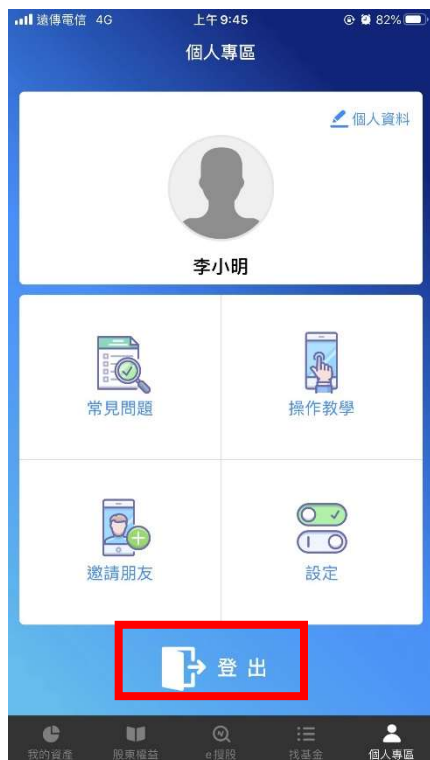 遠傳電信 4G 上午9:45 82%
個人專區
個人資料
李小明
常見問題
操作教學
邀請朋友
設定
登出
我的資產 股東權益 e搜股 找基金 個人專區